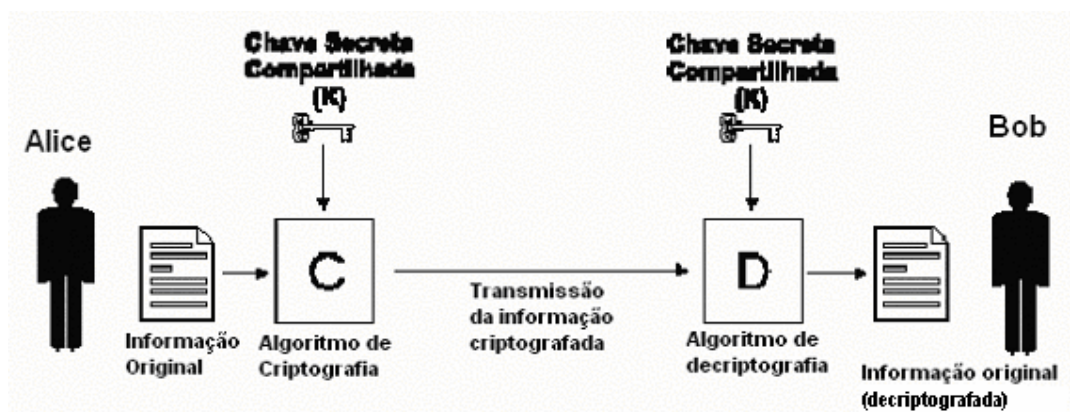 Chave Secreta
Compartilhada
(K)
Chave Secreta
Compartilhada
(K)
Alice
Bob
C
D
Transmissão
da informação
criptografada
Informação
Original
Algoritmo de
Criptografia
Algoritmo de
decriptografia
Informação original
(decriptografada)